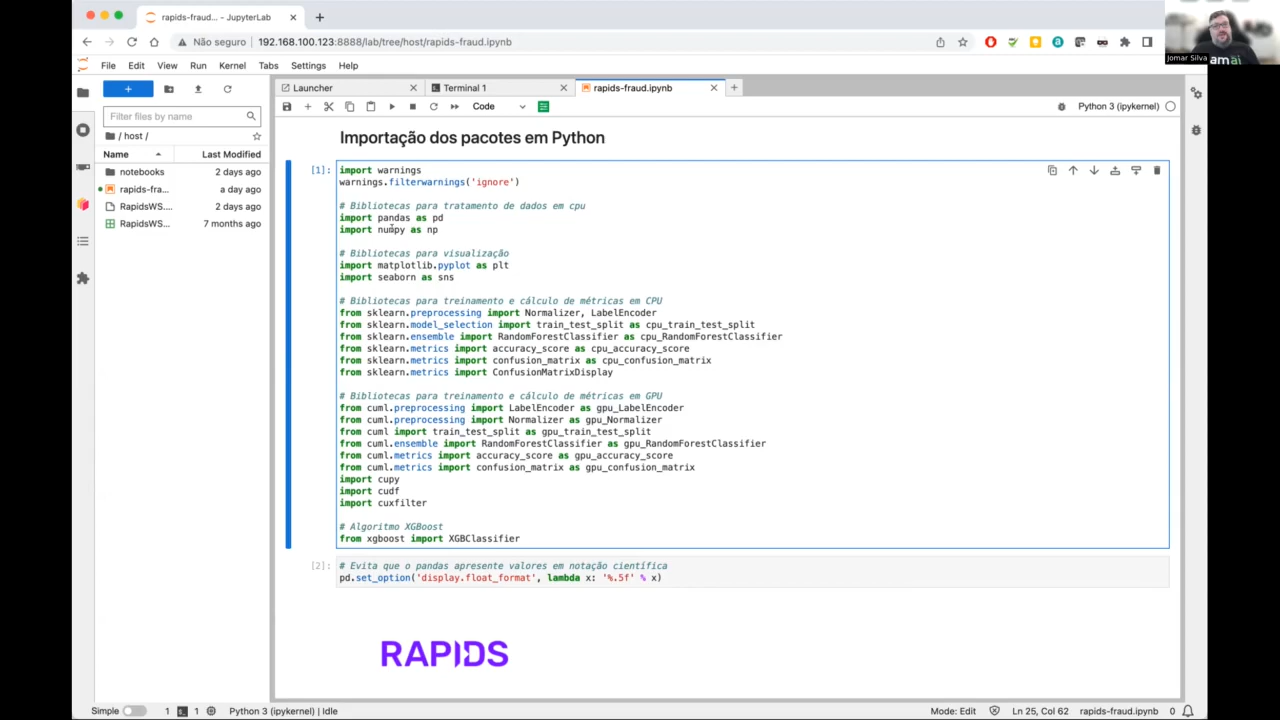 rapids-fraud... - JupyterLab
Não seguro
192.168.100.123:8888/lab/tree/host/rapids-fraud.ipynb
Jomar Silva
amai
File Edit View Run Kernel Tabs Settings Help
Launcher
Terminal 1
rapids-fraud.ipynb
Code
Python 3 (ipykernel)
Filter files by name
/ host /
Name Last Modified
notebooks 2 days ago
rapids-fra... a day ago
RapidsWS.... 2 days ago
RapidsWS... 7 months ago
Importação dos pacotes em Python
[1]:
import warnings
warnings.filterwarnings('ignore')
# Bibliotecas para tratamento de dados em cpu
import pandas as pd
import numpy as np
# Bibliotecas para visualização
import matplotlib.pyplot as plt
import seaborn as sns
# Bibliotecas para treinamento e cálculo de métricas em CPU
from sklearn.preprocessing import Normalizer, LabelEncoder
from sklearn.model_selection import train_test_split as cpu_train_test_split
from sklearn.ensemble import RandomForestClassifier as cpu_RandomForestClassifier
from sklearn.metrics import accuracy_score as cpu_accuracy_score
from sklearn.metrics import confusion_matrix as cpu_confusion_matrix
from sklearn.metrics import ConfusionMatrixDisplay
# Bibliotecas para treinamento e cálculo de métricas em GPU
from cuml.preprocessing import LabelEncoder as gpu_LabelEncoder
from cuml.preprocessing import Normalizer as gpu_Normalizer
from cuml import train_test_split as gpu_train_test_split
from cuml.ensemble import RandomForestClassifier as gpu_RandomForestClassifier
from cuml.metrics import accuracy_score as gpu_accuracy_score
from cuml.metrics import confusion_matrix as gpu_confusion_matrix
import cupy
import cudf
import cuxfilter
# Algoritmo XGBoost
from xgboost import XGBClassifier
[2]:
# Evita que o pandas apresente valores em notação científica
pd.set_option('display.float_format', lambda x: '%.5f' % x)
RAPIDS
Simple 1 1 Python 3 (ipykernel) | Idle
Mode: Edit Ln 25, Col 62 rapids-fraud.ipynb 0